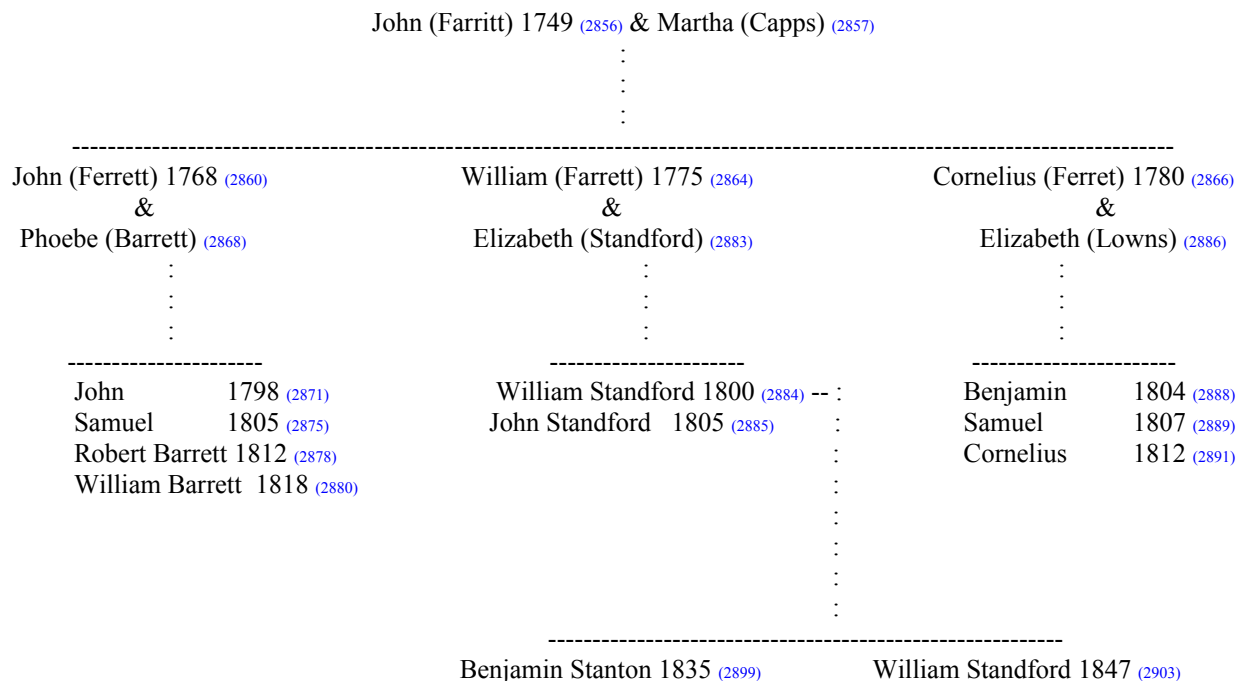 John (Farritt) 1749 (2856) & Martha (Capps) (2857)
:
:
:
:
--------------------------------------------------------------------------------------------------------------------------
John (Ferrett) 1768 (2860) William (Farrett) 1775 (2864) Cornelius (Ferret) 1780 (2866)
& & &
Phoebe (Barrett) (2868) Elizabeth (Standford) (2883) Elizabeth (Lowns) (2886)
: : :
: : :
: : :
---------------------- ---------------------- -----------------------
John 1798 (2871) William Standford 1800 (2884) -- : Benjamin 1804 (2888)
Samuel 1805 (2875) John Standford 1805 (2885) : Samuel 1807 (2889)
Robert Barrett 1812 (2878) : Cornelius 1812 (2891)
William Barrett 1818 (2880) :
:
:
:
:
----------------------------------------------------------
Benjamin Stanton 1835 (2899) William Standford 1847 (2903)